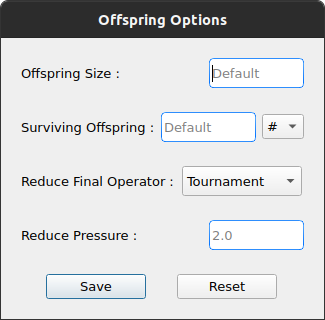 Offspring Options
Offspring Size : Default
Surviving Offspring : Default #
Reduce Final Operator : Tournament
Reduce Pressure : 2.0
Save Reset